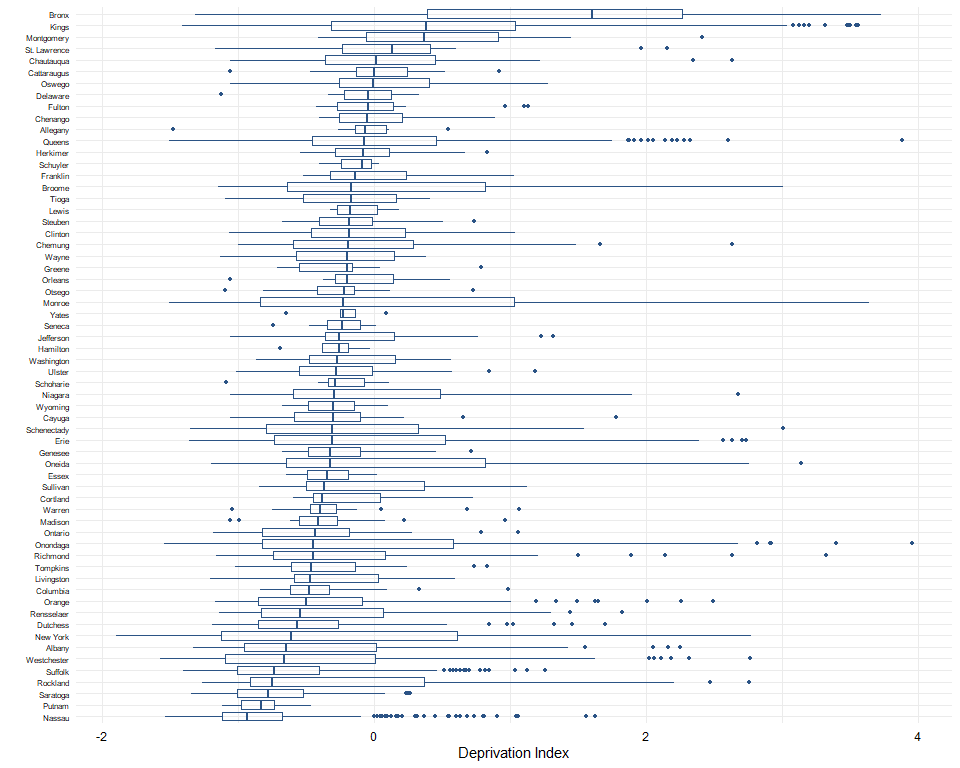 Bronx
Kings
Montgomery
St. Lawrence
Chautauqua
Cattaraugus
Oswego
Delaware
Fulton
Chenango
Allegany
Queens
Herkimer
Schuyler
Franklin
Broome
Tioga
Lewis
Steuben
Clinton
Chemung
Wayne
Greene
Orleans
Otsego
Monroe
Yates
Seneca
Jefferson
Hamilton
Washington
Ulster
Schoharie
Niagara
Wyoming
Cayuga
Schenectady
Erie
Genesee
Oneida
Essex
Sullivan
Cortland
Warren
Madison
Ontario
Onondaga
Richmond
Tompkins
Livingston
Columbia
Orange
Rensselaer
Dutchess
New York
Albany
Westchester
Suffolk
Rockland
Saratoga
Putnam
Nassau
-2 0 2 4
Deprivation Index